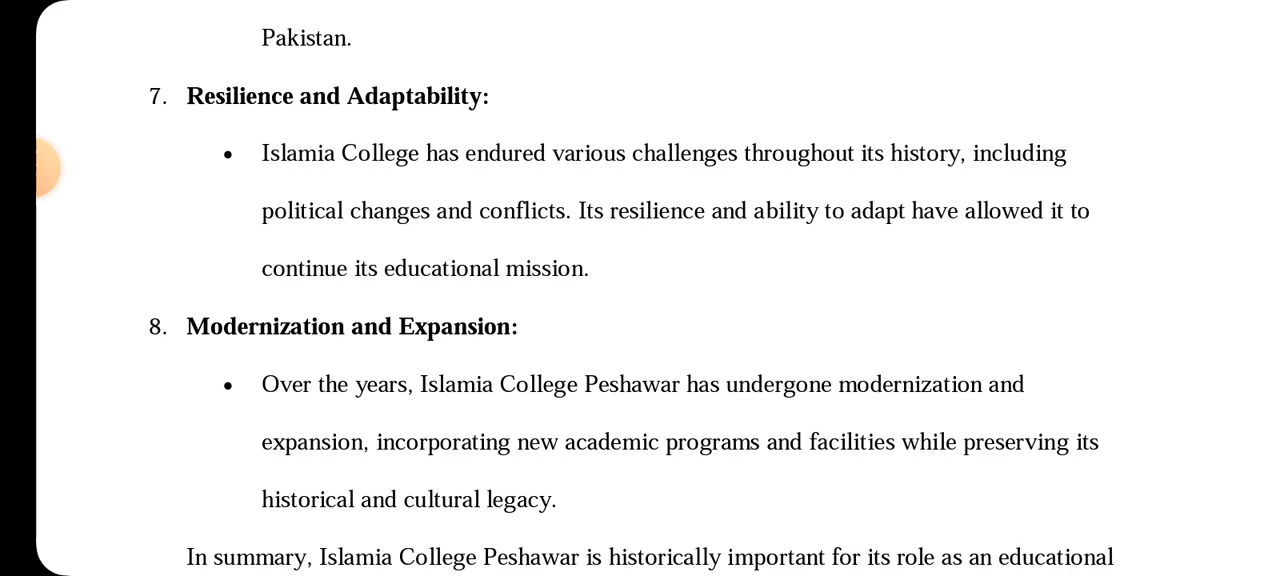 Pakistan.
7. Resilience and Adaptability:
• Islamia College has endured various challenges throughout its history, including
political changes and conflicts. Its resilience and ability to adapt have allowed it to
continue its educational mission.
8. Modernization and Expansion:
• Over the years, Islamia College Peshawar has undergone modernization and
expansion, incorporating new academic programs and facilities while preserving its
historical and cultural legacy.
In summary, Islamia College Peshawar is historically important for its role as an educational